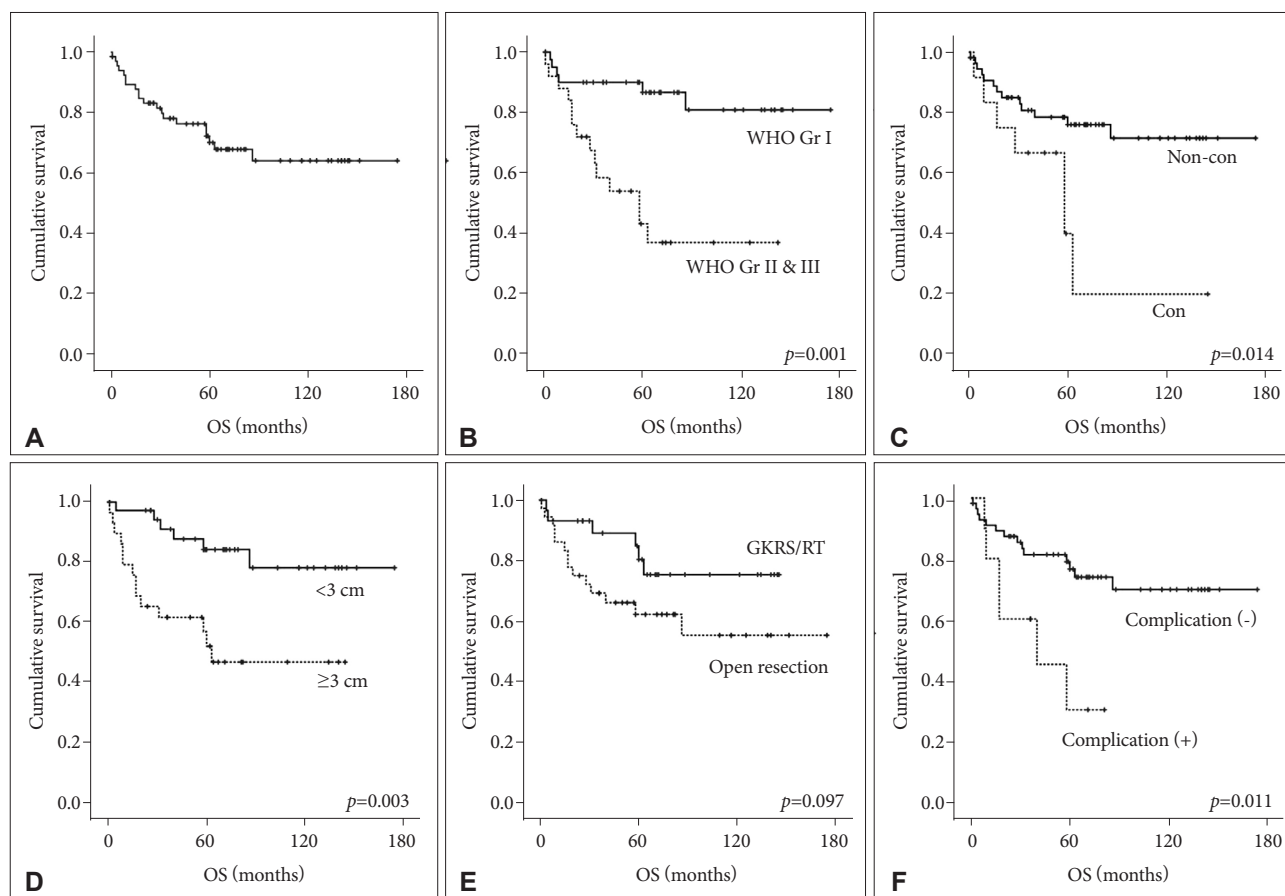 1.0
0.8
0.6
0.4
0.2
0.0
Cumulative survival
0 60 120 180
OS (months)
A
1.0
0.8
0.6
0.4
0.2
0.0
Cumulative survival
WHO Gr I
WHO Gr II & III
p=0.001
0 60 120 180
OS (months)
B
1.0
0.8
0.6
0.4
0.2
0.0
Cumulative survival
Non-con
Con
p=0.014
0 60 120 180
OS (months)
C
1.0
0.8
0.6
0.4
0.2
0.0
Cumulative survival
<3 cm
≥3 cm
p=0.003
0 60 120 180
OS (months)
D
1.0
0.8
0.6
0.4
0.2
0.0
Cumulative survival
GKRS/RT
Open resection
p=0.097
0 60 120 180
OS (months)
E
1.0
0.8
0.6
0.4
0.2
0.0
Cumulative survival
Complication (-)
Complication (+)
p=0.011
0 60 120 180
OS (months)
F